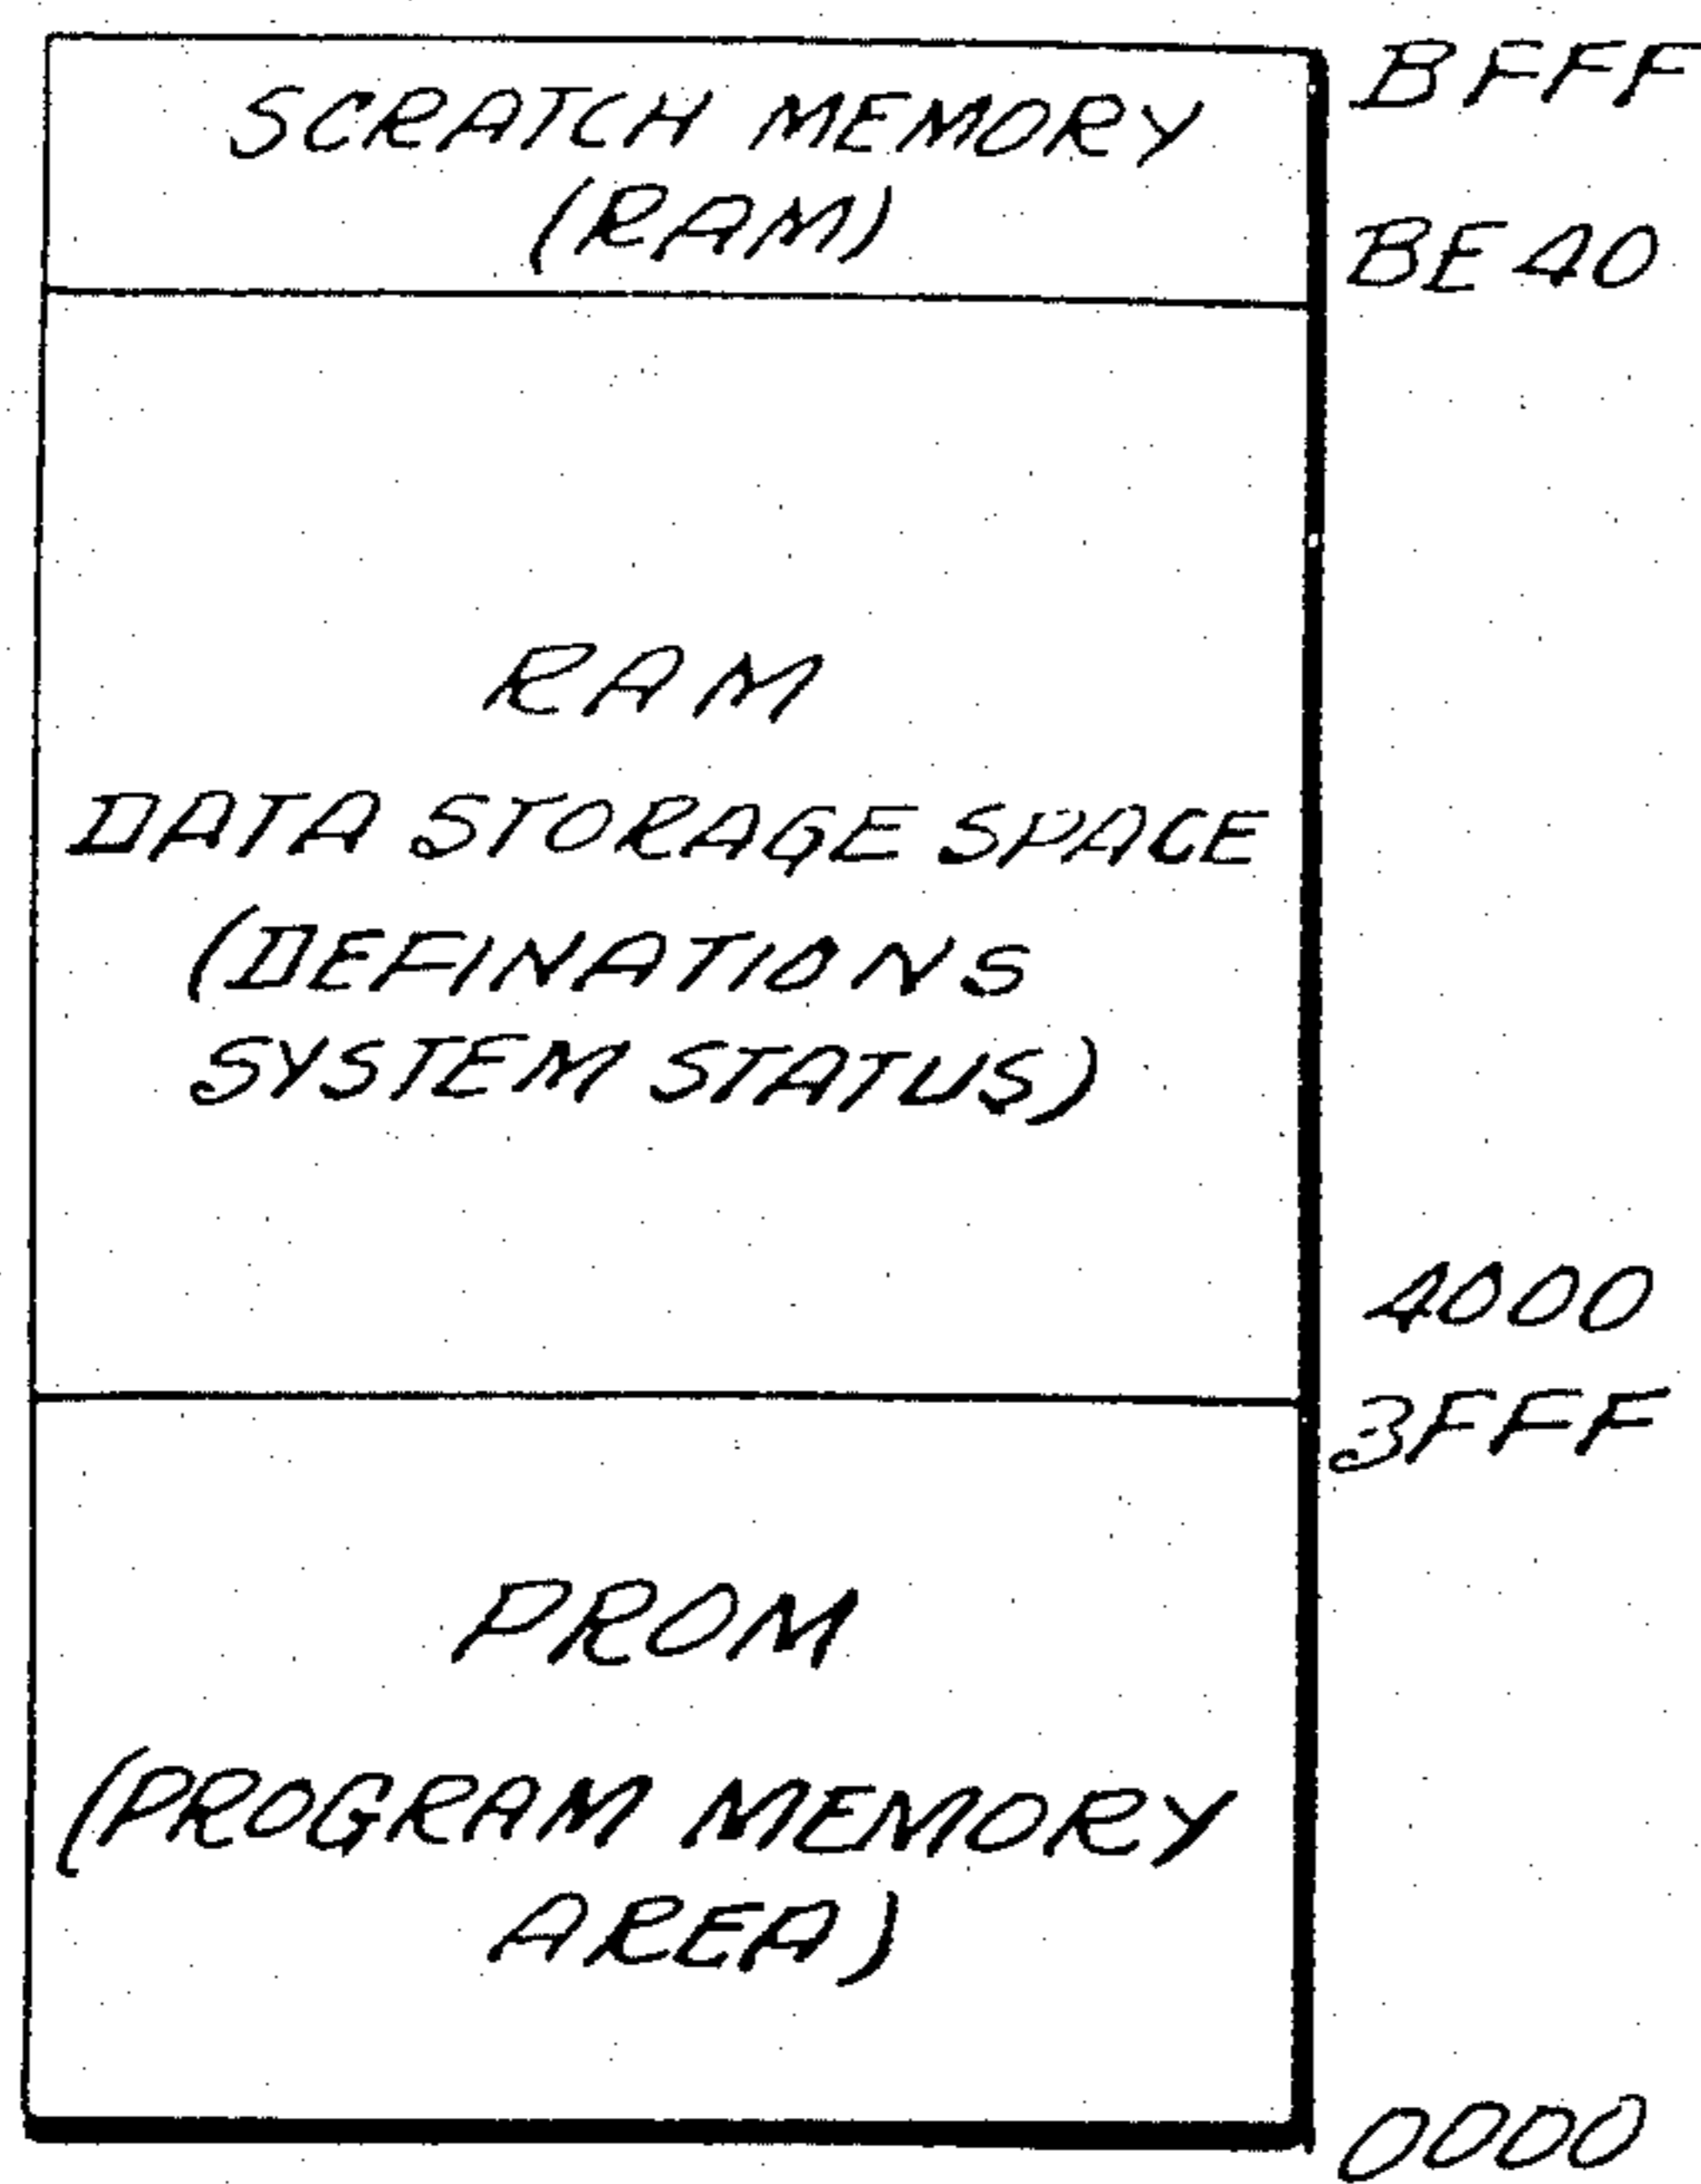 BFFF
SCRATCH MEMORY
(RAM)
BE40
RAM
DATA STORAGE SPACE
(DEFINATIONS
SYSTEM STATUS)
4000
3FFF
PROM
(PROGRAM MEMORY
AREA)
0000